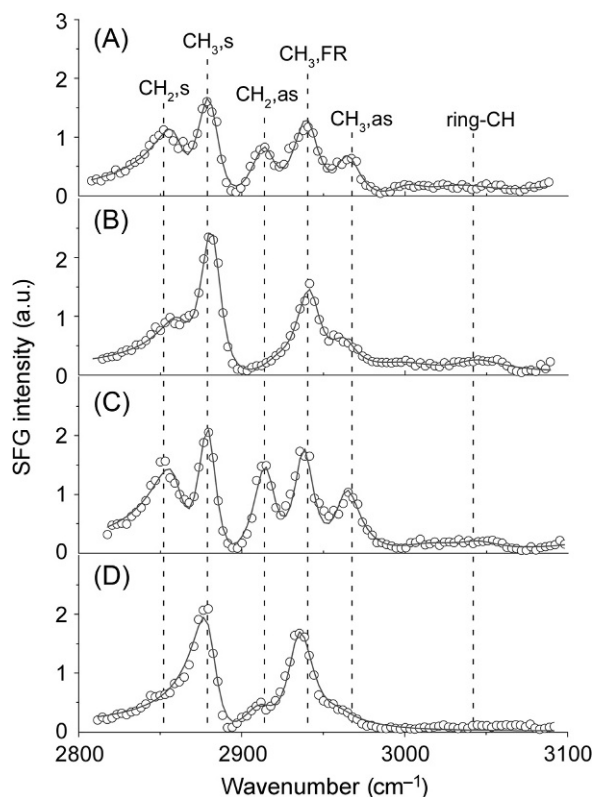 SFG intensity (a.u.)
3
(A)
CH₂,s
CH₃,s
CH₂,as
CH₃,FR
CH₃,as
ring-CH
2
1
0
(B)
2
1
0
(C)
2
1
0
(D)
2
1
0
2800 2900 3000 3100
Wavenumber (cm⁻¹)